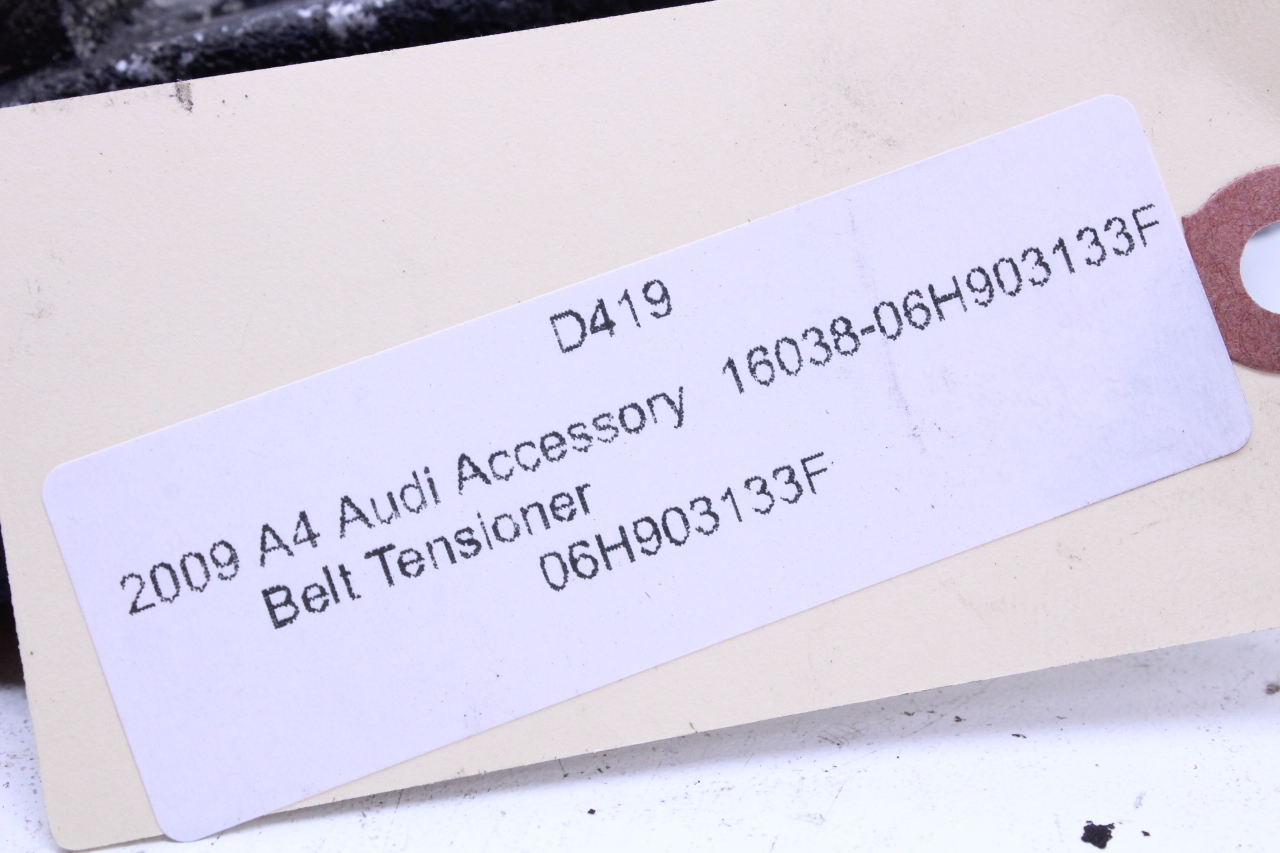 D419
2009 A4 Audi Accessory 16038-06H903133F
Belt Tensioner
06H903133F